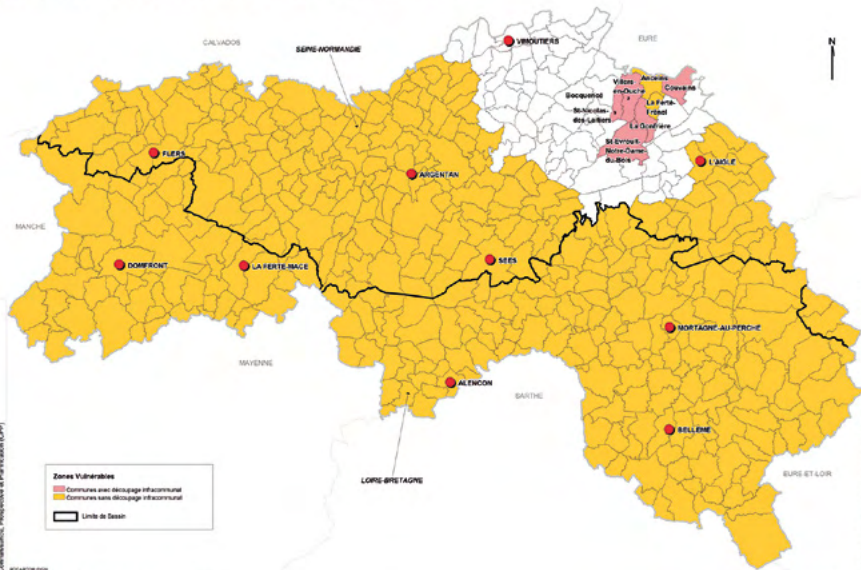 CALVADOS
SEINE-NORMANDIE
VIMOUTIERS
EURE
N
Villers
en-Ouche
Anceins
Couvains
Bocquencé
St-Nicolas-
des-Laitiers
La Ferté-
Frênel
La Gonfrière
St-Evroult-
Notre-Dame-
du-Bois
L'AIGLE
FLERS
ARGENTAN
MANCHE
DOMFRONT
LA FERTE-MACE
SEES
MORTAGNE-AU-PERCHE
MAYENNE
ALENCON
SARTHE
BELLEME
EURE-ET-LOIR
LOIRE-BRETAGNE
Zones Vulnérables
Communes avec découpage infracommunal
Communes sans découpage infracommunal
Limite de Bassin